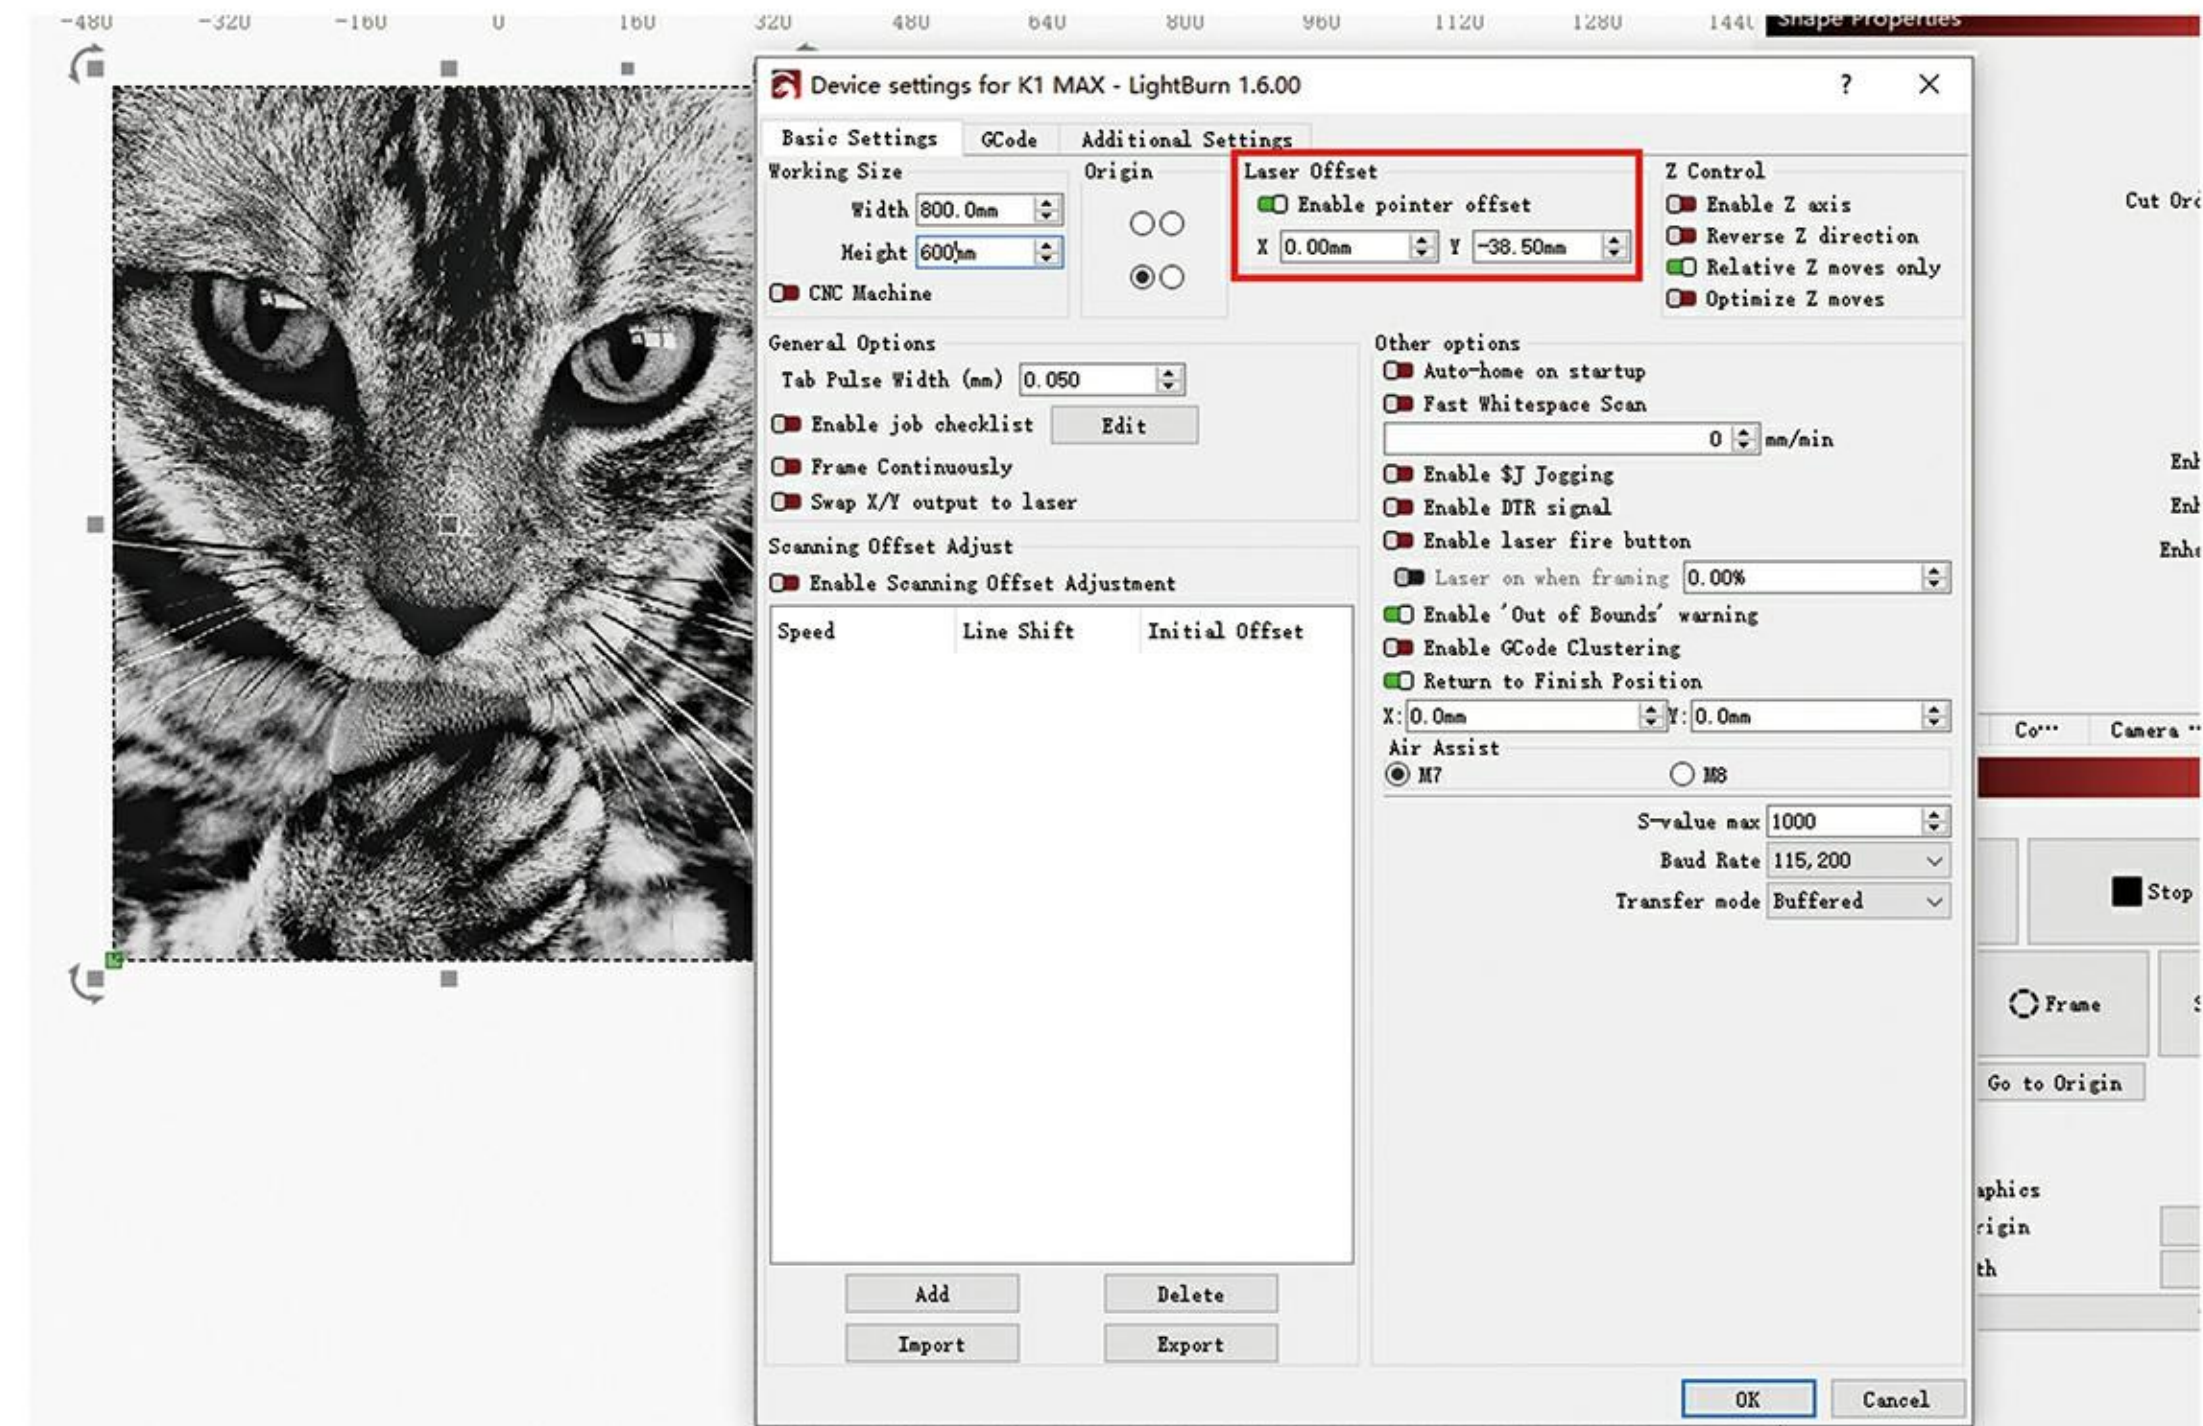 -480 -320 -160 0 160 320 480 640 800 960 1120 1280
Shape Properties
Device settings for K1 MAX - LightBurn 1.6.00
? ×
Basic Settings GCode Additional Settings
Working Size
Width 800.0mm
Height 600mm
CNC Machine
Origin
Laser Offset
Enable pointer offset
X 0.00mm Y -38.50mm
Z Control
Enable Z axis
Reverse Z direction
Relative Z moves only
Optimize Z moves
General Options
Tab Pulse Width (mm) 0.050
Enable job checklist Edit
Frame Continuously
Swap X/Y output to laser
Scanning Offset Adjust
Enable Scanning Offset Adjustment
Speed Line Shift Initial Offset
Add Delete
Import Export
Other options
Auto-home on startup
Fast Whitespace Scan
0 mm/min
Enable $J Jogging
Enable DTR signal
Enable laser fire button
Laser on when framing 0.00%
Enable 'Out of Bounds' warning
Enable GCode Clustering
Return to Finish Position
X: 0.0mm Y: 0.0mm
Air Assist
M7 M8
S-value max 1000
Baud Rate 115,200
Transfer mode Buffered
OK Cancel
Cut Orc
Co... Camera
Stop
Frame
Go to Origin